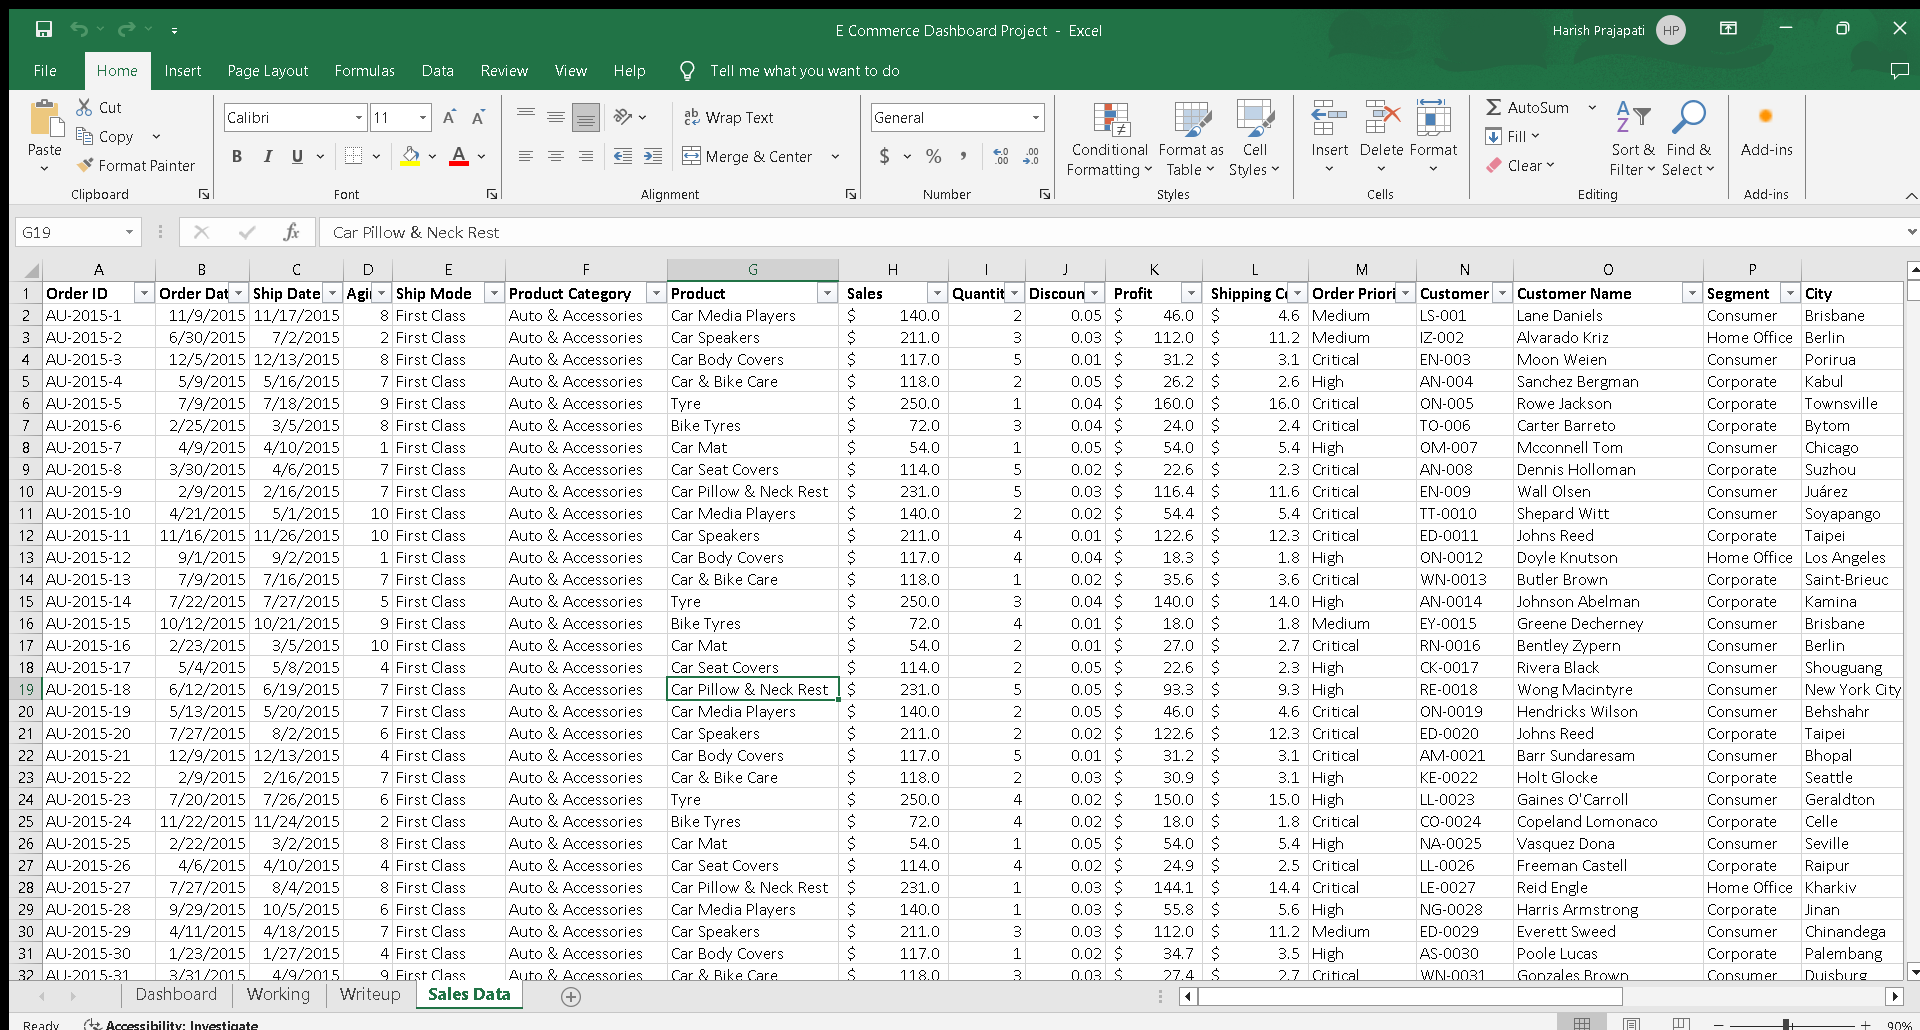 E Commerce Dashboard Project - Excel
Harish Prajapati HP
File Home Insert Page Layout Formulas Data Review View Help Tell me what you want to do
Paste
Cut
Copy
Format Painter
Clipboard
Calibri 11
B I U A
Font
ab Wrap Text
Merge & Center
Alignment
General
$ % ,
Number
Conditional Formatting
Format as Table
Cell Styles
Styles
Insert Delete Format
Cells
AutoSum
Fill
Clear
Sort & Filter
Find & Select
Editing
Add-ins
Add-ins
G19 fx Car Pillow & Neck Rest
A B C D E F G H I J K L M N O P
1 Order ID Order Dat Ship Date Agi Ship Mode Product Category Product Sales Quantit Discoun Profit Shipping C Order Priori Customer Customer Name Segment City
2 AU-2015-1 11/9/2015 11/17/2015 8 First Class Auto & Accessories Car Media Players $ 140.0 2 0.05 $ 46.0 $ 4.6 Medium LS-001 Lane Daniels Consumer Brisbane
3 AU-2015-2 6/30/2015 7/2/2015 2 First Class Auto & Accessories Car Speakers $ 211.0 3 0.03 $ 112.0 $ 11.2 Medium IZ-002 Alvarado Kriz Home Office Berlin
4 AU-2015-3 12/5/2015 12/13/2015 8 First Class Auto & Accessories Car Body Covers $ 117.0 5 0.01 $ 31.2 $ 3.1 Critical EN-003 Moon Weien Consumer Porirua
5 AU-2015-4 5/9/2015 5/16/2015 7 First Class Auto & Accessories Car & Bike Care $ 118.0 2 0.05 $ 26.2 $ 2.6 High AN-004 Sanchez Bergman Corporate Kabul
6 AU-2015-5 7/9/2015 7/18/2015 9 First Class Auto & Accessories Tyre $ 250.0 1 0.04 $ 160.0 $ 16.0 Critical ON-005 Rowe Jackson Corporate Townsville
7 AU-2015-6 2/25/2015 3/5/2015 8 First Class Auto & Accessories Bike Tyres $ 72.0 3 0.04 $ 24.0 $ 2.4 Critical TO-006 Carter Barreto Corporate Bytom
8 AU-2015-7 4/9/2015 4/10/2015 1 First Class Auto & Accessories Car Mat $ 54.0 1 0.05 $ 54.0 $ 5.4 High OM-007 Mcconnell Tom Consumer Chicago
9 AU-2015-8 3/30/2015 4/6/2015 7 First Class Auto & Accessories Car Seat Covers $ 114.0 5 0.02 $ 22.6 $ 2.3 Critical AN-008 Dennis Holloman Corporate Suzhou
10 AU-2015-9 2/9/2015 2/16/2015 7 First Class Auto & Accessories Car Pillow & Neck Rest $ 231.0 5 0.03 $ 116.4 $ 11.6 Critical EN-009 Wall Olsen Consumer Juárez
11 AU-2015-10 4/21/2015 5/1/2015 10 First Class Auto & Accessories Car Media Players $ 140.0 2 0.02 $ 54.4 $ 5.4 Critical TT-0010 Shepard Witt Consumer Soyapango
12 AU-2015-11 11/16/2015 11/26/2015 10 First Class Auto & Accessories Car Speakers $ 211.0 4 0.01 $ 122.6 $ 12.3 Critical ED-0011 Johns Reed Corporate Taipei
13 AU-2015-12 9/1/2015 9/2/2015 1 First Class Auto & Accessories Car Body Covers $ 117.0 4 0.04 $ 18.3 $ 1.8 High ON-0012 Doyle Knutson Home Office Los Angeles
14 AU-2015-13 7/9/2015 7/16/2015 7 First Class Auto & Accessories Car & Bike Care $ 118.0 1 0.02 $ 35.6 $ 3.6 Critical WN-0013 Butler Brown Corporate Saint-Brieuc
15 AU-2015-14 7/22/2015 7/27/2015 5 First Class Auto & Accessories Tyre $ 250.0 3 0.04 $ 140.0 $ 14.0 High AN-0014 Johnson Abelman Corporate Kamina
16 AU-2015-15 10/12/2015 10/21/2015 9 First Class Auto & Accessories Bike Tyres $ 72.0 4 0.01 $ 18.0 $ 1.8 Medium EY-0015 Greene Decherney Consumer Brisbane
17 AU-2015-16 2/23/2015 3/5/2015 10 First Class Auto & Accessories Car Mat $ 54.0 2 0.01 $ 27.0 $ 2.7 Critical RN-0016 Bentley Zypern Consumer Berlin
18 AU-2015-17 5/4/2015 5/8/2015 4 First Class Auto & Accessories Car Seat Covers $ 114.0 2 0.05 $ 22.6 $ 2.3 High CK-0017 Rivera Black Consumer Shouguang
19 AU-2015-18 6/12/2015 6/19/2015 7 First Class Auto & Accessories Car Pillow & Neck Rest $ 231.0 5 0.05 $ 93.3 $ 9.3 High RE-0018 Wong Macintyre Consumer New York City
20 AU-2015-19 5/13/2015 5/20/2015 7 First Class Auto & Accessories Car Media Players $ 140.0 2 0.05 $ 46.0 $ 4.6 Critical ON-0019 Hendricks Wilson Consumer Behshahr
21 AU-2015-20 7/27/2015 8/2/2015 6 First Class Auto & Accessories Car Speakers $ 211.0 2 0.02 $ 122.6 $ 12.3 Critical ED-0020 Johns Reed Corporate Taipei
22 AU-2015-21 12/9/2015 12/13/2015 4 First Class Auto & Accessories Car Body Covers $ 117.0 5 0.01 $ 31.2 $ 3.1 Critical AM-0021 Barr Sundaresam Consumer Bhopal
23 AU-2015-22 2/9/2015 2/16/2015 7 First Class Auto & Accessories Car & Bike Care $ 118.0 2 0.03 $ 30.9 $ 3.1 High KE-0022 Holt Glocke Corporate Seattle
24 AU-2015-23 7/20/2015 7/26/2015 6 First Class Auto & Accessories Tyre $ 250.0 4 0.02 $ 150.0 $ 15.0 High LL-0023 Gaines O'Carroll Consumer Geraldton
25 AU-2015-24 11/22/2015 11/24/2015 2 First Class Auto & Accessories Bike Tyres $ 72.0 4 0.02 $ 18.0 $ 1.8 Critical CO-0024 Copeland Lomonaco Corporate Celle
26 AU-2015-25 2/22/2015 3/2/2015 8 First Class Auto & Accessories Car Mat $ 54.0 1 0.05 $ 54.0 $ 5.4 High NA-0025 Vasquez Dona Consumer Seville
27 AU-2015-26 4/6/2015 4/10/2015 4 First Class Auto & Accessories Car Seat Covers $ 114.0 4 0.02 $ 24.9 $ 2.5 Critical LL-0026 Freeman Castell Corporate Raipur
28 AU-2015-27 7/27/2015 8/4/2015 8 First Class Auto & Accessories Car Pillow & Neck Rest $ 231.0 1 0.03 $ 144.1 $ 14.4 Critical LE-0027 Reid Engle Home Office Kharkiv
29 AU-2015-28 9/29/2015 10/5/2015 6 First Class Auto & Accessories Car Media Players $ 140.0 1 0.03 $ 55.8 $ 5.6 High NG-0028 Harris Armstrong Corporate Jinan
30 AU-2015-29 4/11/2015 4/18/2015 7 First Class Auto & Accessories Car Speakers $ 211.0 3 0.03 $ 112.0 $ 11.2 Medium ED-0029 Everett Sweed Consumer Chinandega
31 AU-2015-30 1/23/2015 1/27/2015 4 First Class Auto & Accessories Car Body Covers $ 117.0 1 0.02 $ 34.7 $ 3.5 High AS-0030 Poole Lucas Corporate Palembang
32 AU-2015-31 3/31/2015 4/9/2015 9 First Class Auto & Accessories Car & Bike Care $ 118.0 3 0.03 $ 27.4 $ 2.7 Critical WN-0031 Gonzales Brown Consumer Duisburg
Dashboard Working Writeup Sales Data
Ready Accessibility: Investigate 90%